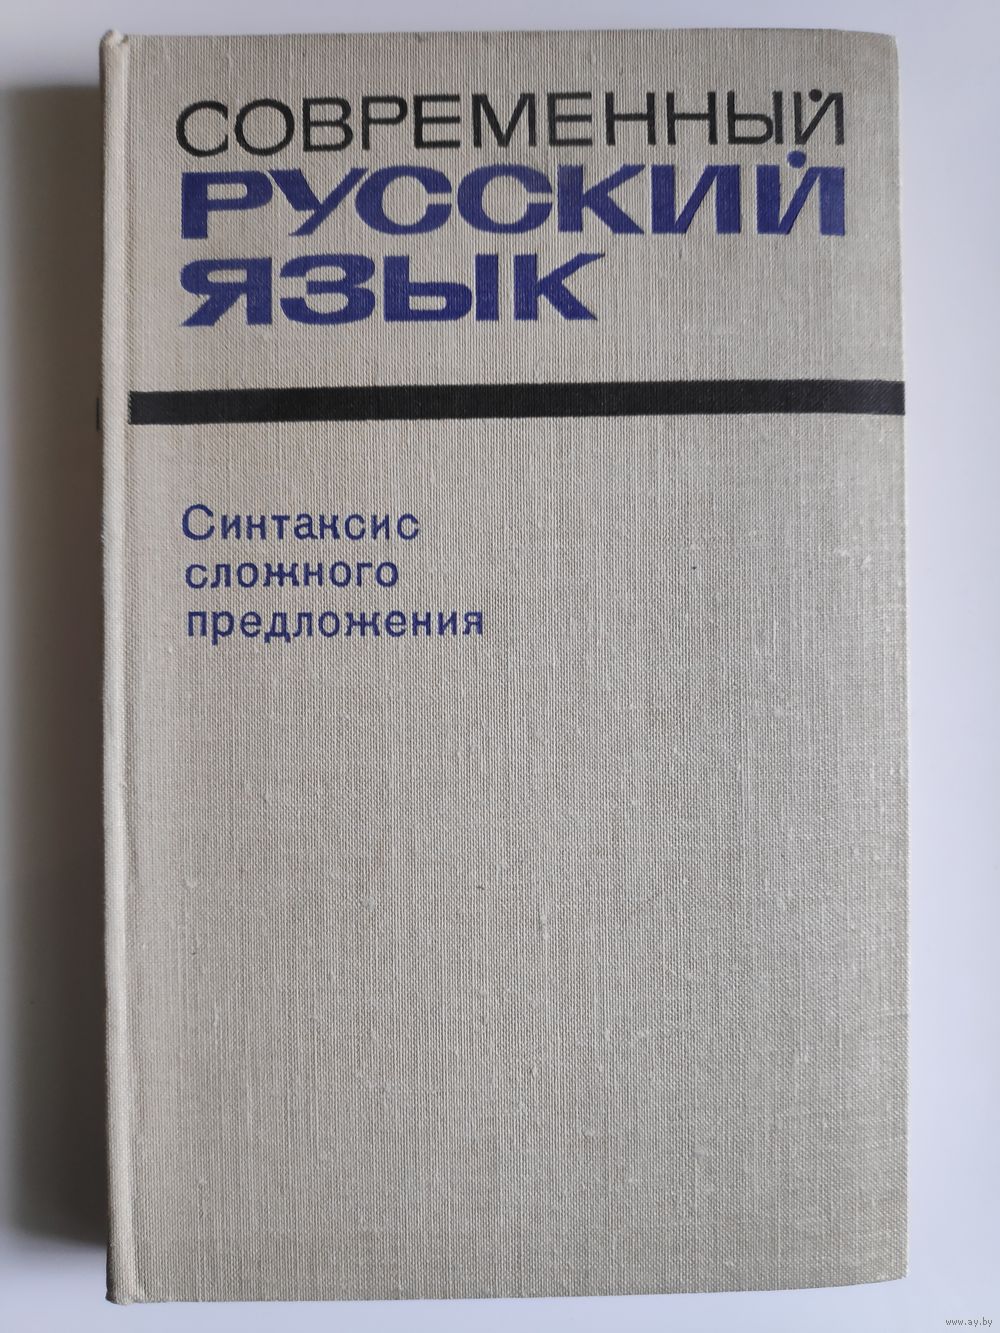 СОВРЕМЕННЫЙ
РУССКИЙ
ЯЗЫК
Синтаксис
сложного
предложения
www.ay.by